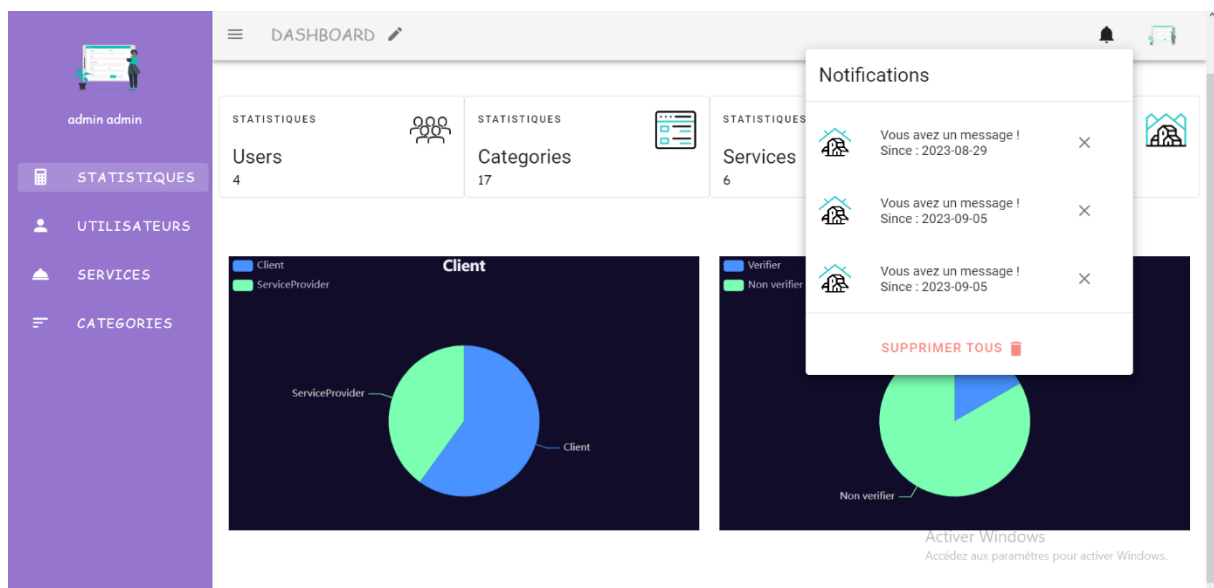 DASHBOARD
admin admin
STATISTIQUES
UTILISATEURS
SERVICES
CATEGORIES
STATISTIQUES
Users
4
STATISTIQUES
Categories
17
STATISTIQUES
Services
6
Notifications
Vous avez un message !
Since : 2023-08-29
Vous avez un message !
Since : 2023-09-05
Vous avez un message !
Since : 2023-09-05
SUPPRIMER TOUS
Client
ServiceProvider
Client
ServiceProvider
Client
Verifier
Non verifier
Non verifier
Activer Windows
Accédez aux paramètres pour activer Windows.